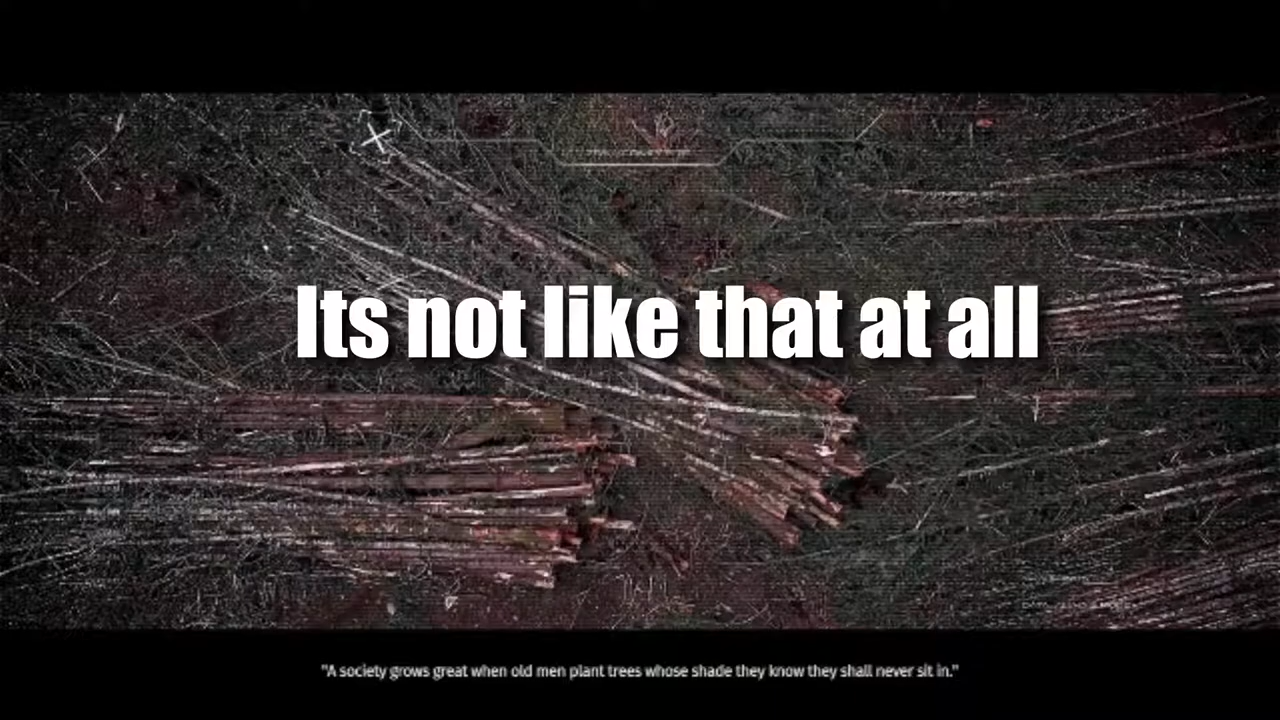 Its not like that at all
"A society grows great when old men plant trees whose shade they know they shall never sit in."